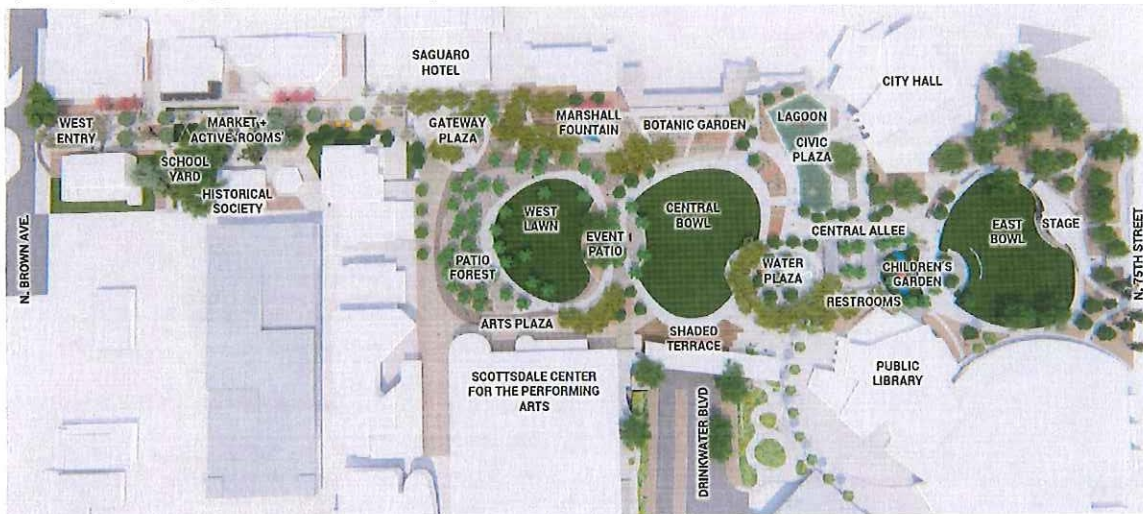 SAGUARO
HOTEL
CITY HALL
WEST
ENTRY
MARKET +
'ACTIVE ROOMS'
GATEWAY
PLAZA
MARSHALL
FOUNTAIN
BOTANIC GARDEN
LAGOON
CIVIC
PLAZA
SCHOOL
YARD
HISTORICAL
SOCIETY
WEST
LAWN
EVENT
PATIO
CENTRAL
BOWL
CENTRAL ALLEE
EAST
BOWL
STAGE
PATIO
FOREST
WATER
PLAZA
CHILDREN'S
GARDEN
RESTROOMS
ARTS PLAZA
SHADED
TERRACE
N. BROWN AVE.
N. 75TH STREET
SCOTTSDALE CENTER
FOR THE PERFORMING
ARTS
DRINKWATER BLVD
PUBLIC
LIBRARY